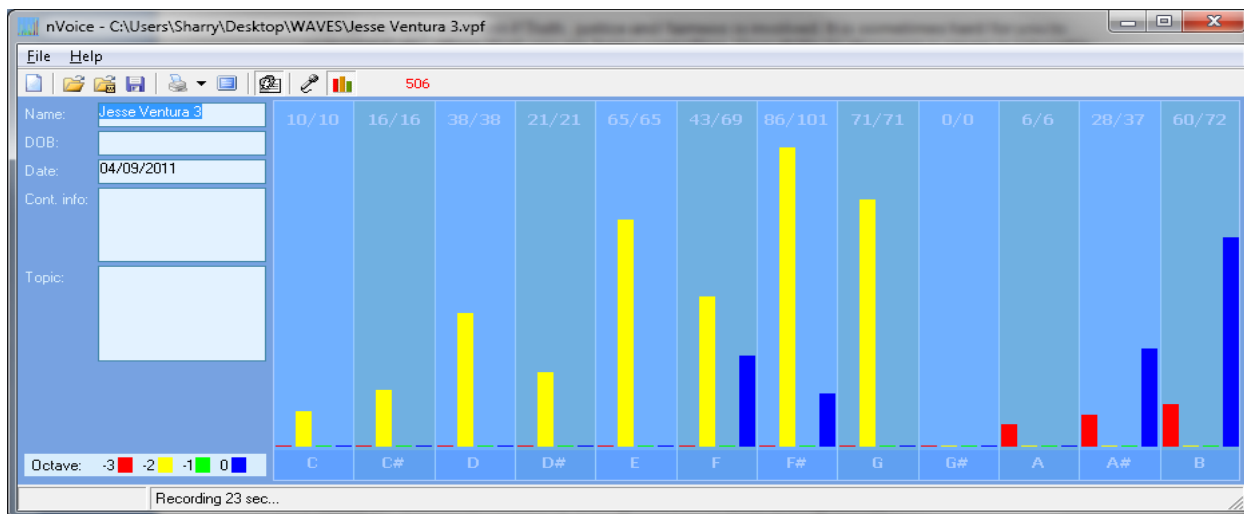 nVoice - C:\Users\Sharry\Desktop\WAVES\Jesse Ventura 3.vpf
File Help
506
Name: Jesse Ventura 3
DOB:
Date: 04/09/2011
Cont. info:
Topic:
10/10 16/16 38/38 21/21 65/65 43/69 86/101 71/71 0/0 6/6 28/37 60/72
Octave: -3 -2 -1 0
C C# D D# E F F# G G# A A# B
Recording 23 sec...